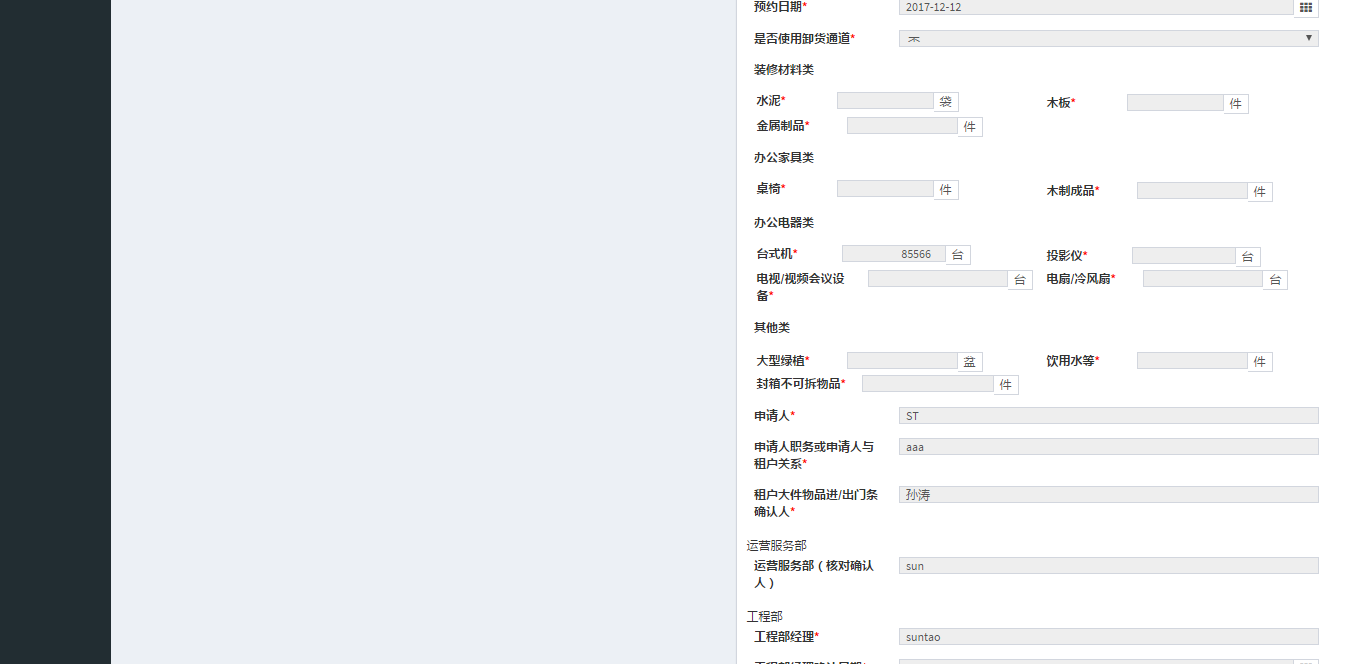 预约日期* 2017-12-12
是否使用卸货通道*
装修材料类
水泥* 袋 木板* 件
金属制品* 件
办公家具类
桌椅* 件 木制成品* 件
办公电器类
台式机* 85566 台 投影仪* 台
电视/视频会议设备* 台 电扇/冷风扇* 台
其他类
大型绿植* 盆 饮用水等* 件
封箱不可拆物品* 件
申请人* ST
申请人职务或申请人与
租户关系* aaa
租户大件物品进/出门条
确认人* 孙涛
运营服务部
运营服务部（核对确认
人） sun
工程部
工程部经理* suntao